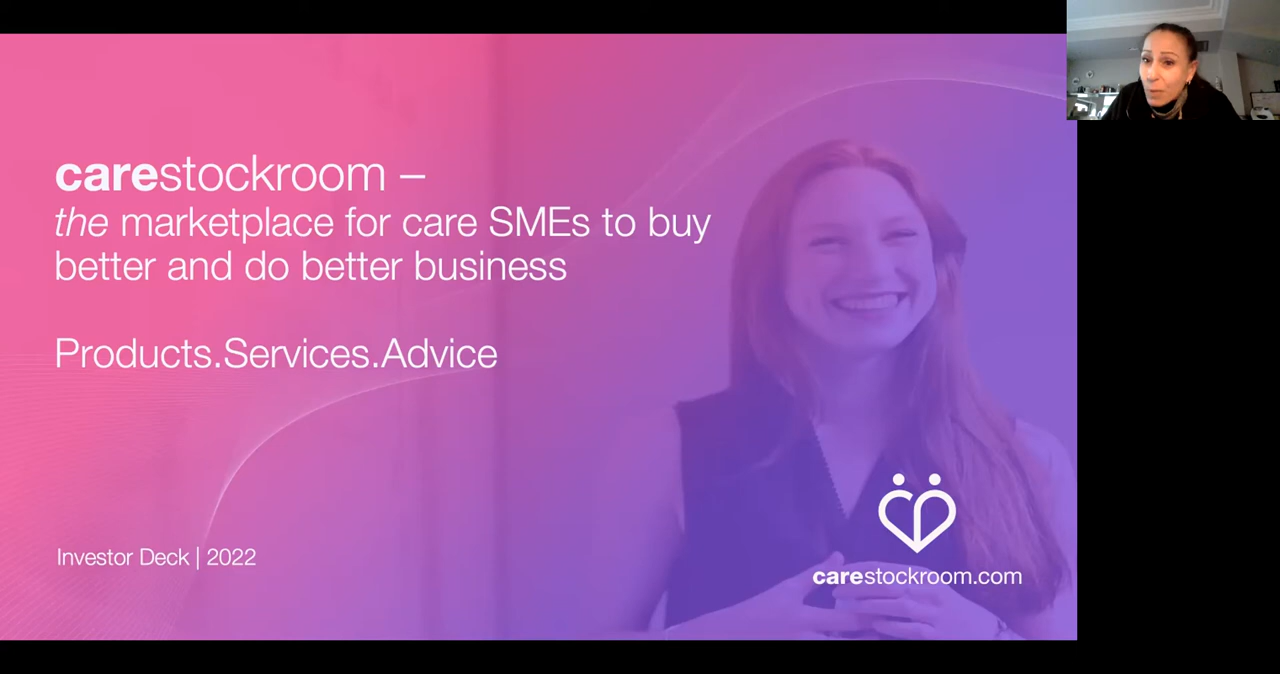 carestockroom –
the marketplace for care SMEs to buy
better and do better business
Products.Services.Advice
Investor Deck | 2022
carestockroom.com